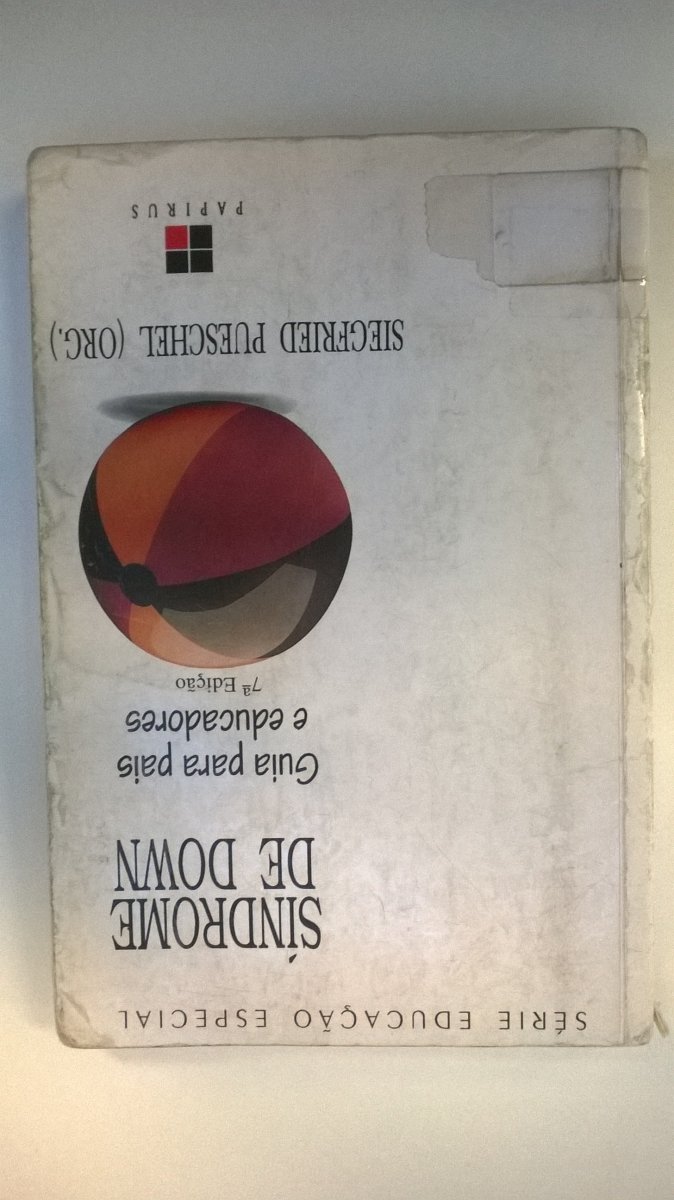 SÉRIE EDUCAÇÃO ESPECIAL
SÍNDROME
DE DOWN
Guia para pais
e educadores
7ª Edição
SIEGFRIED PUESCHEL (ORG.)
PAPIRUS